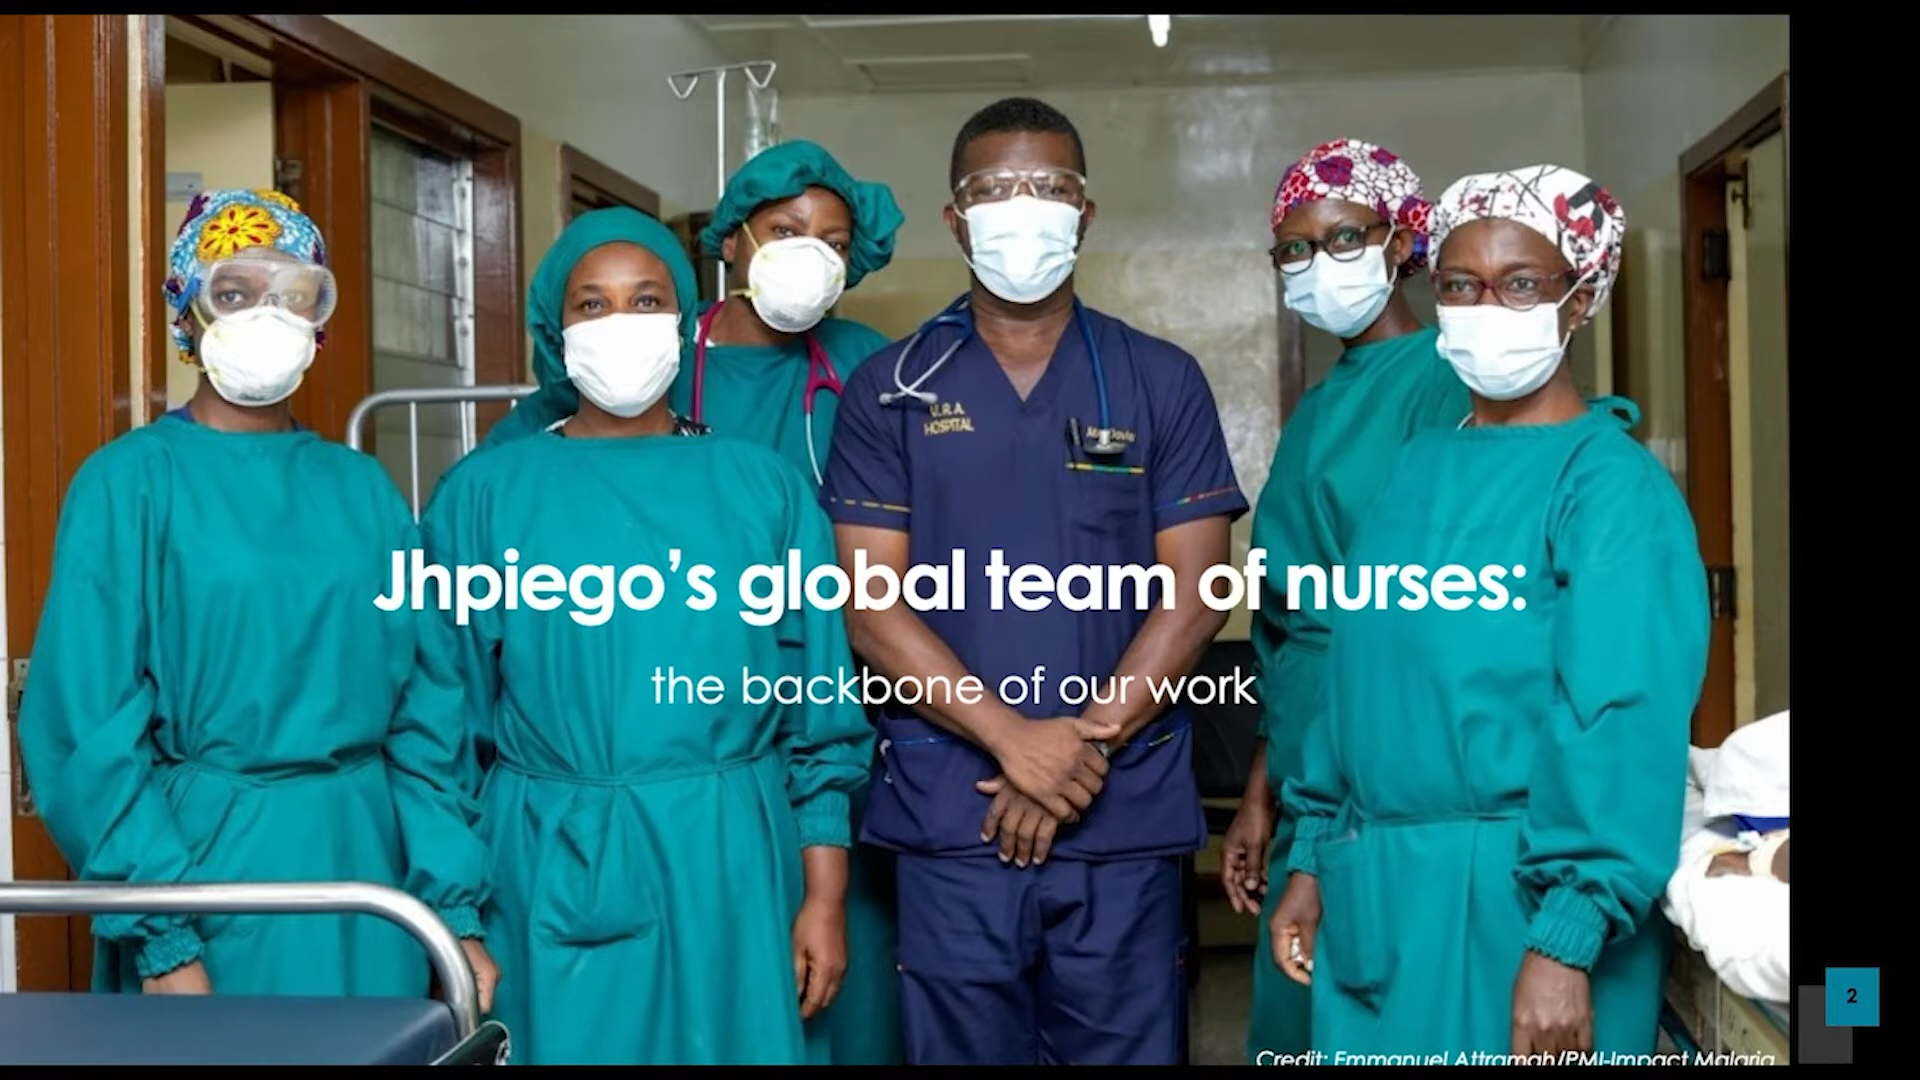 V.R.A.
HOSPITAL
Jhpiego's global team of nurses:
the backbone of our work
2
Credit: Emmanuel Attramah/PMI-Impact Malaria